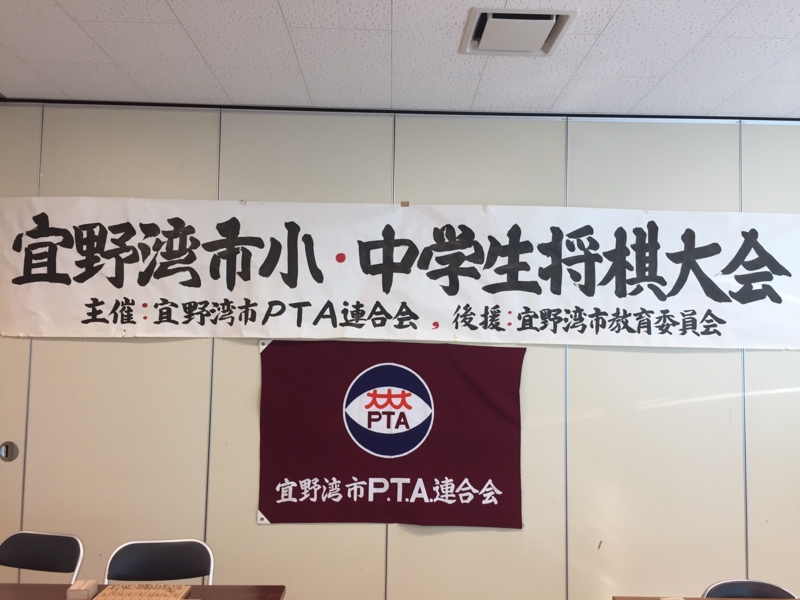 宜野湾市小・中学生将棋大会
主催:宜野湾市PTA連合会,後援:宜野湾市教育委員会
PTA
宜野湾市P.T.A.連合会